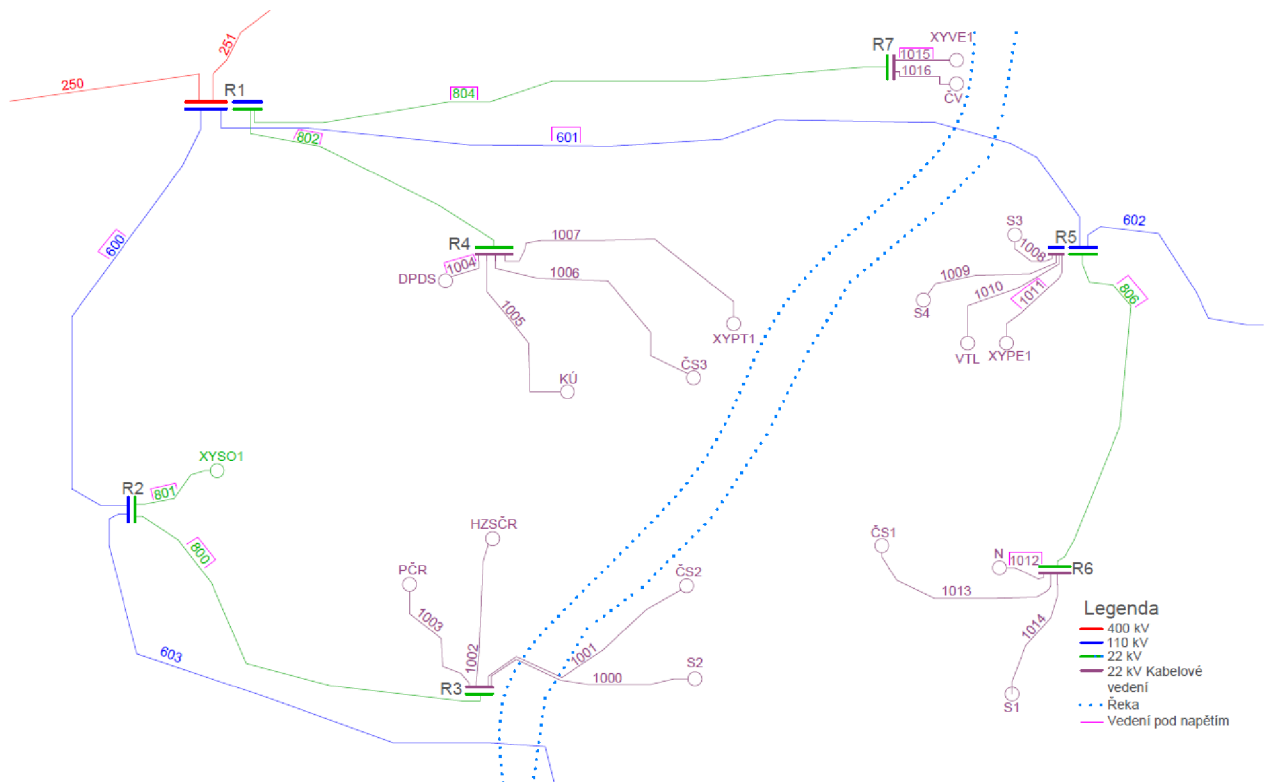 251
250
R1
804
802
601
R7
1015
XYVE1
1016
ČV
600
R4
1004
DPDS
1007
1006
1005
XYPT1
ČS3
KÚ
S3
1008
R5
602
1009
1010
1011
S4
VTL
XYPE1
806
XYSO1
R2
801
800
HZSČR
PČR
1003
1002
ČS2
1001
S2
1000
R3
603
ČS1
N
1012
R6
1013
1014
S1
Legenda
400 kV
110 kV
22 kV
22 kV Kabelové
vedení
Řeka
Vedení pod napětím